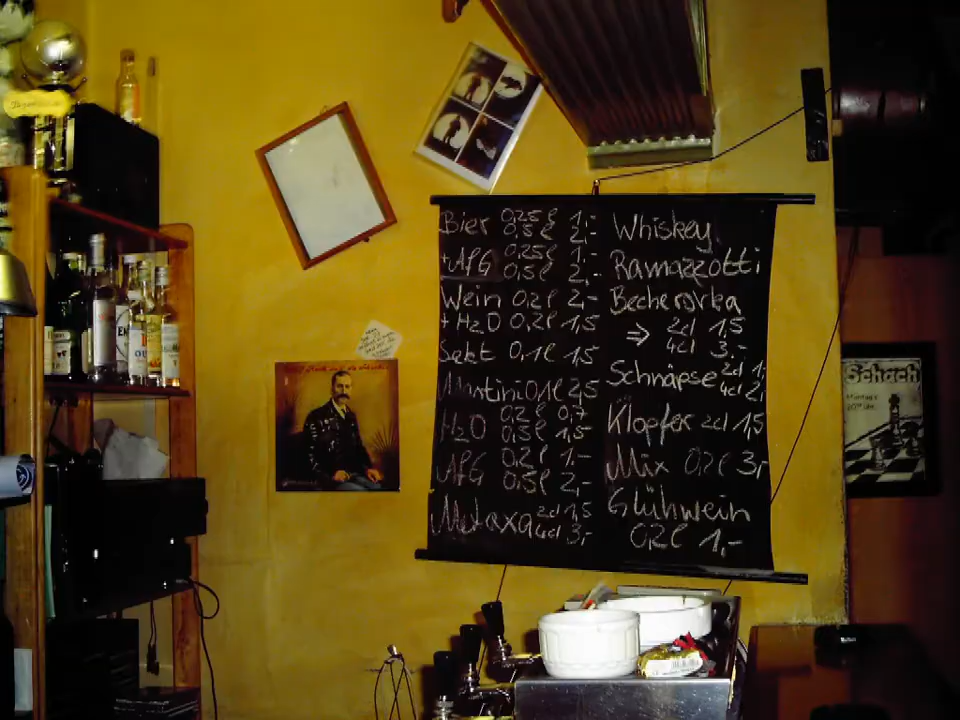 Bier 0,25l 1,-
0,5l 2,-
+AfG 0,25l 1.-
0,5l 2,-
Wein 0,2l 2,-
+ H2O 0,2l 1,5
Sekt 0,1l 1,5
Martini 0,1l 2,5
H2O 0,2l 0,7
0,5l 1,5-
AfG 0,2l 1.-
0,5l 2,-
Metaxa 2cl 1,5
4cl 3,-
Whiskey
Ramazzotti
Becherovka
⇒ 2cl 1,5
4cl 3.-
Schnäpse 2cl 1,
4cl 2,
Klopfer 2cl 1,5
Mix 0,2l 3,-
Glühwein
0,2l 1,-
Schach